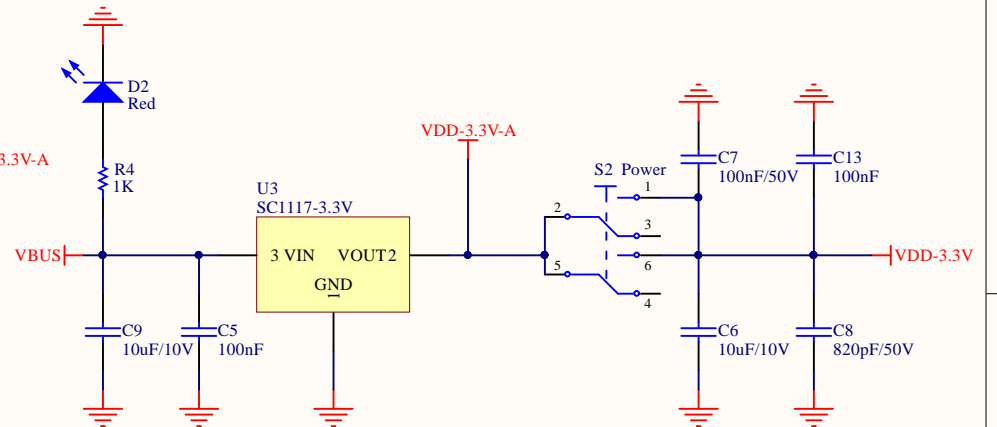 D2
Red
3.3V-A
R4
1K
VBUS
C9
10uF/10V
C5
100nF
U3
SC1117-3.3V
3 VIN
VOUT 2
GND
1
VDD-3.3V-A
S2 Power
1
2
3
6
5
4
C7
100nF/50V
C13
100nF
VDD-3.3V
C6
10uF/10V
C8
820pF/50V